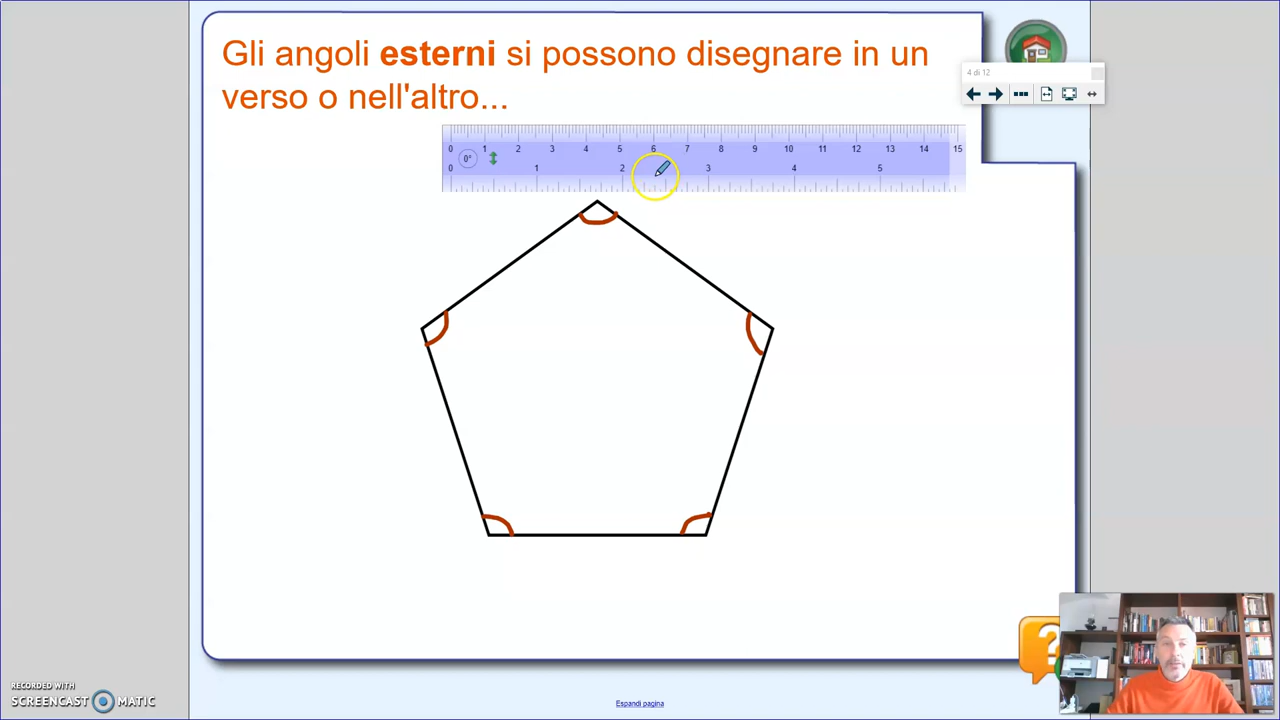 Gli angoli esterni si possono disegnare in un
verso o nell'altro...
4 di 12
0 1 2 3 4 5 6 7 8 9 10 11 12 13 14 15
0°
0 1 2 3 4 5
?
RECORDED WITH
SCREENCAST MATIC
Espandi pagina